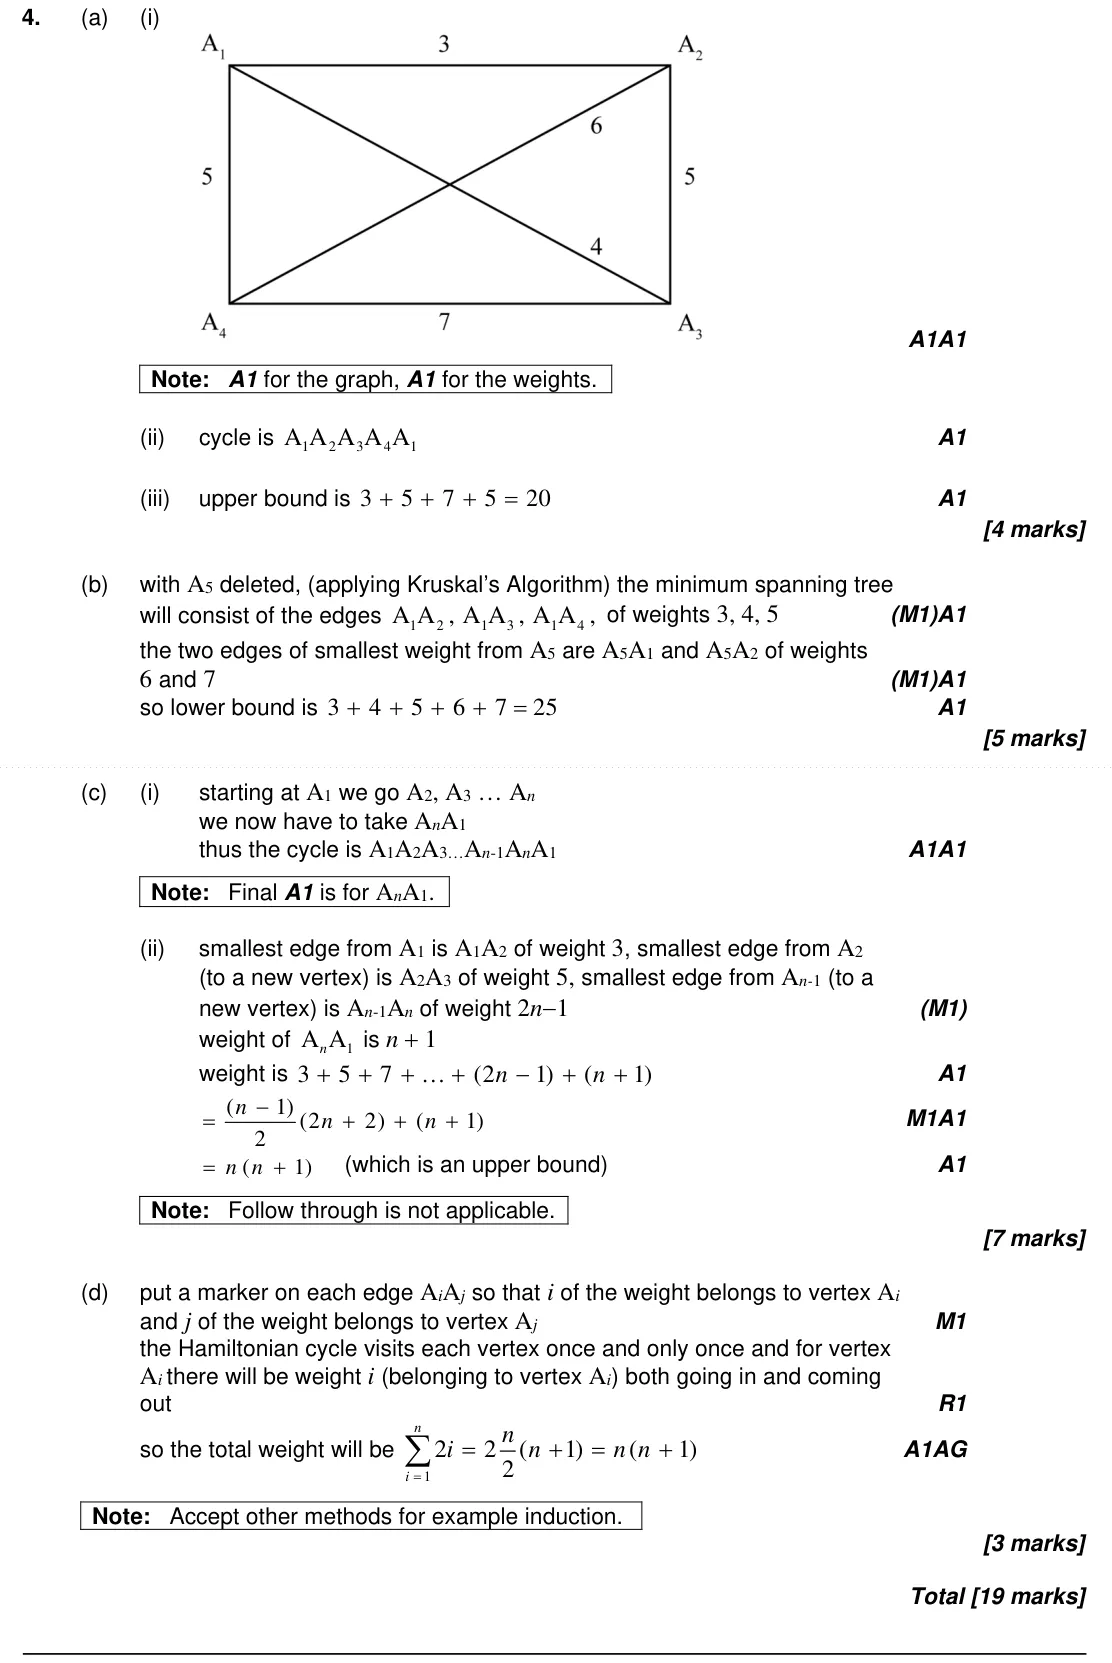 4. (a) (i)
A₁ 3 A₂
6
5 5
4
A₄ 7 A₃
A1A1
Note: A1 for the graph, A1 for the weights.
(ii) cycle is A₁A₂A₃A₄A₁ A1
(iii) upper bound is 3 + 5 + 7 + 5 = 20 A1
[4 marks]
(b) with A5 deleted, (applying Kruskal's Algorithm) the minimum spanning tree
will consist of the edges A₁A₂ , A₁A₃ , A₁A₄ , of weights 3, 4, 5 (M1)A1
the two edges of smallest weight from A5 are A5A1 and A5A2 of weights
6 and 7 (M1)A1
so lower bound is 3 + 4 + 5 + 6 + 7 = 25 A1
[5 marks]
(c) (i) starting at A1 we go A2, A3 … An
we now have to take AnA1
thus the cycle is A1A2A3…An-1AnA1 A1A1
Note: Final A1 is for AnA1.
(ii) smallest edge from A1 is A1A2 of weight 3, smallest edge from A2
(to a new vertex) is A2A3 of weight 5, smallest edge from An-1 (to a
new vertex) is An-1An of weight 2n–1 (M1)
weight of AₙA₁ is n + 1
weight is 3 + 5 + 7 + … + (2n − 1) + (n + 1) A1
= (n − 1)/2 (2n + 2) + (n + 1) M1A1
= n (n + 1) (which is an upper bound) A1
Note: Follow through is not applicable.
[7 marks]
(d) put a marker on each edge AiAj so that i of the weight belongs to vertex Ai
and j of the weight belongs to vertex Aj M1
the Hamiltonian cycle visits each vertex once and only once and for vertex
Ai there will be weight i (belonging to vertex Ai) both going in and coming
out R1
so the total weight will be ∑ⁿᵢ₌₁ 2i = 2 n/2 (n +1) = n (n + 1) A1AG
Note: Accept other methods for example induction.
[3 marks]
Total [19 marks]